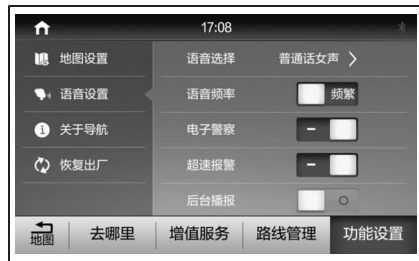 17:08
地图设置
语音选择
普通话女声
语音设置
语音频率
频繁
关于导航
电子警察
恢复出厂
超速报警
后台播报
地图
去哪里
增值服务
路线管理
功能设置